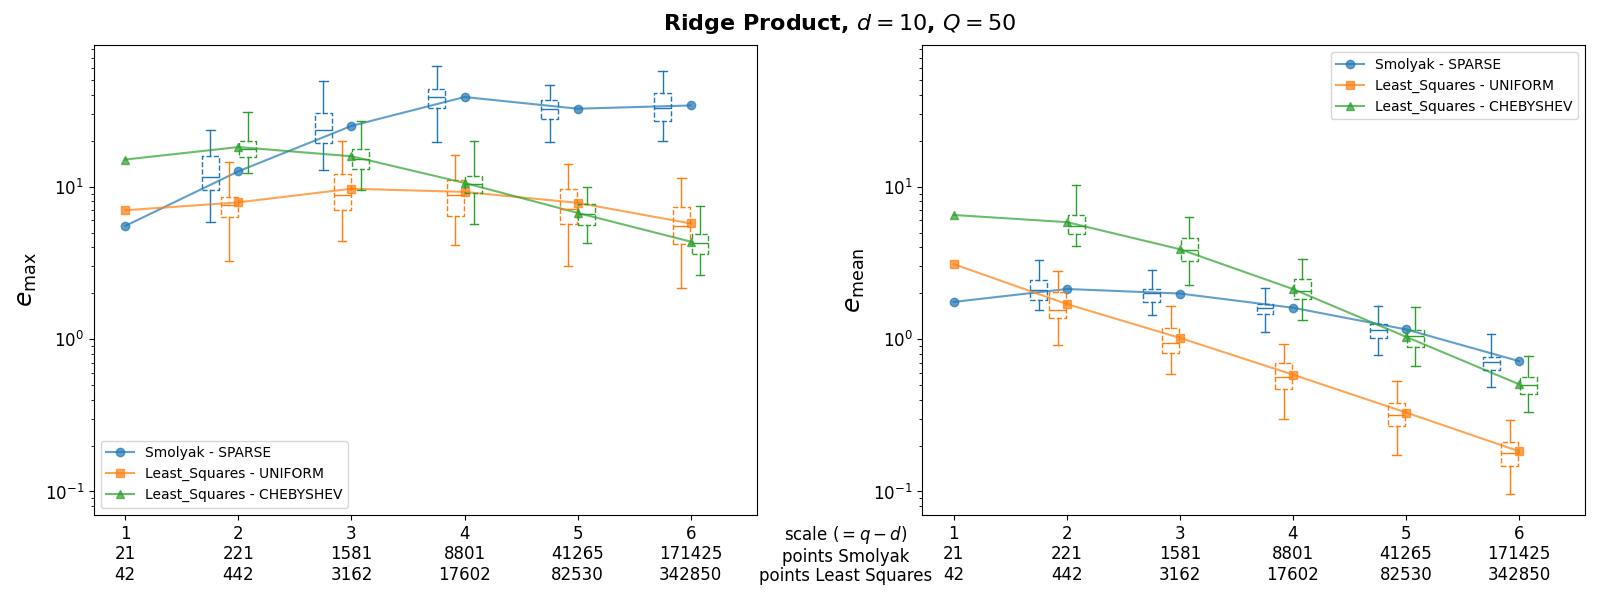 Ridge Product, d = 10, Q = 50
e_max
10^1
10^0
10^-1
Smolyak - SPARSE
Least_Squares - UNIFORM
Least_Squares - CHEBYSHEV
1 2 3 4 5 6
21 221 1581 8801 41265 171425
42 442 3162 17602 82530 342850
scale (= q − d)
points Smolyak
points Least Squares
e_mean
10^1
10^0
10^-1
Smolyak - SPARSE
Least_Squares - UNIFORM
Least_Squares - CHEBYSHEV
1 2 3 4 5 6
21 221 1581 8801 41265 171425
42 442 3162 17602 82530 342850